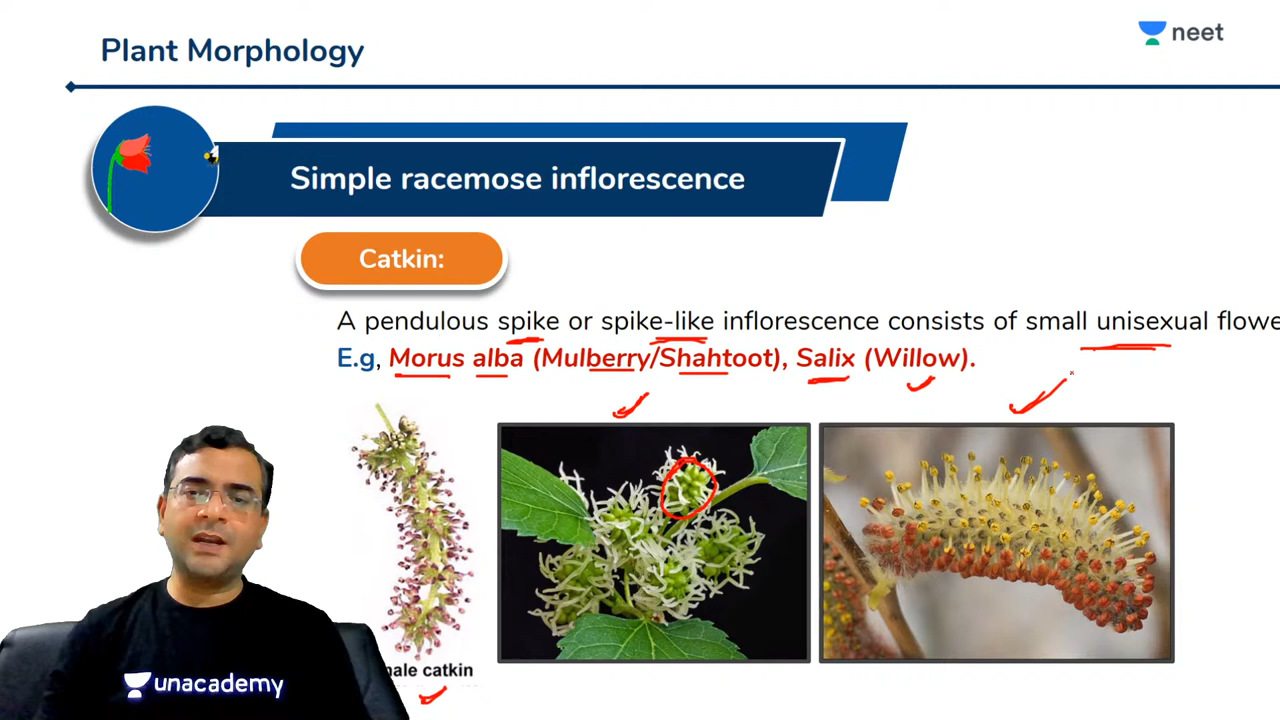 Plant Morphology
neet
Simple racemose inflorescence
Catkin:
A pendulous spike or spike-like inflorescence consists of small unisexual flowe
E.g, Morus alba (Mulberry/Shahtoot), Salix (Willow).
ale catkin
unacademy